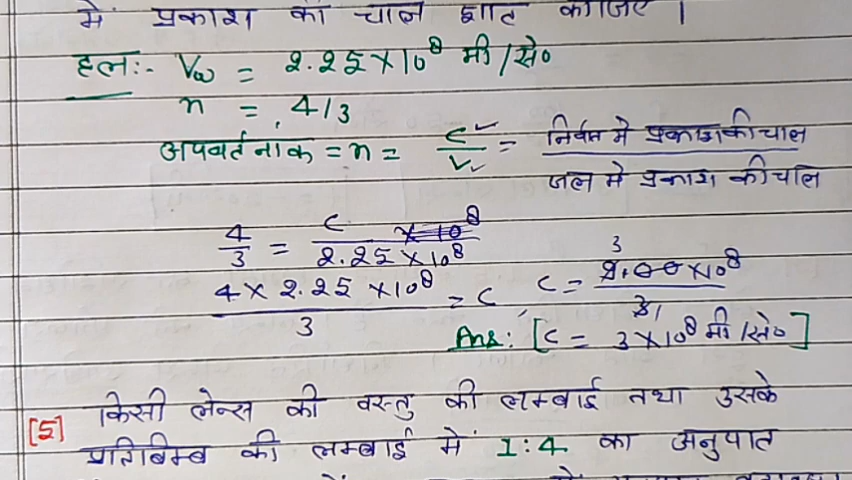 में प्रकाश की चाल ज्ञात कीजिए ।
हल:- Vω = 2.25×10⁸ मी/से०
n = 4/3
अपवर्तनांक = n = c/v = निर्वात मे प्रकाश की चाल / जल मे प्रकाश की चाल
4/3 = c / 2.25×10⁸
4×2.25×10⁸ / 3 = c , c = 9.00×10⁸ / 3
Ans: [c = 3×10⁸ मी/से०]
[5] किसी लेन्स की वस्तु की लम्बाई तथा उसके
प्रतिबिम्ब की लम्बाई में 1:4 का अनुपात